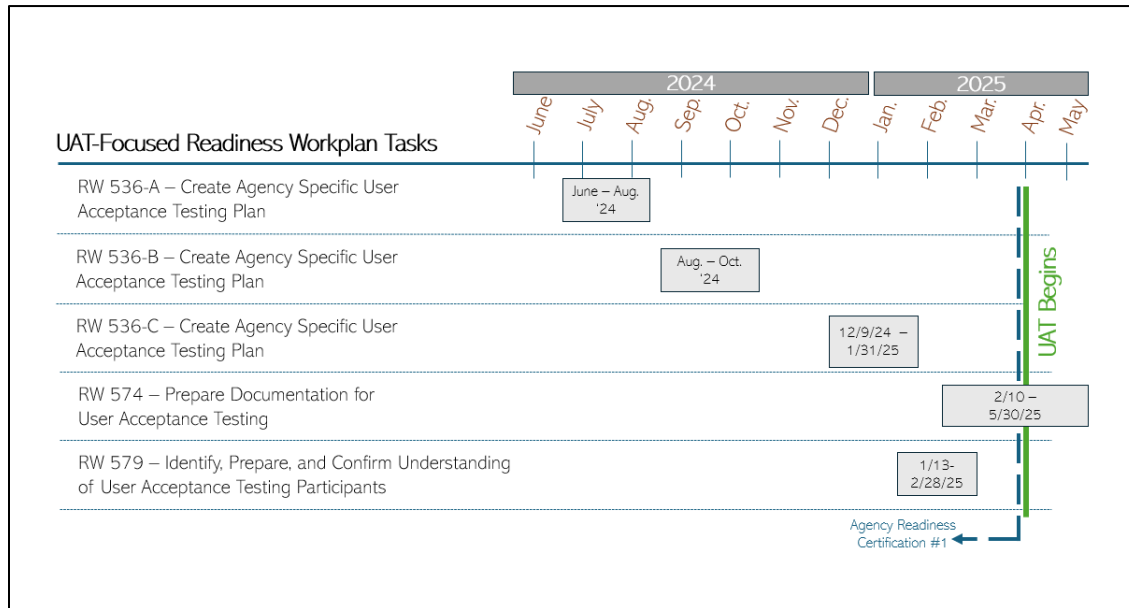 2024 2025
June July Aug. Sep. Oct. Nov. Dec. Jan. Feb. Mar. Apr. May
UAT-Focused Readiness Workplan Tasks
RW 536-A – Create Agency Specific User
Acceptance Testing Plan
June – Aug.
'24
RW 536-B – Create Agency Specific User
Acceptance Testing Plan
Aug. – Oct.
'24
RW 536-C – Create Agency Specific User
Acceptance Testing Plan
12/9/24 –
1/31/25
UAT Begins
RW 574 – Prepare Documentation for
User Acceptance Testing
2/10 –
5/30/25
RW 579 – Identify, Prepare, and Confirm Understanding
of User Acceptance Testing Participants
1/13-
2/28/25
Agency Readiness
Certification #1